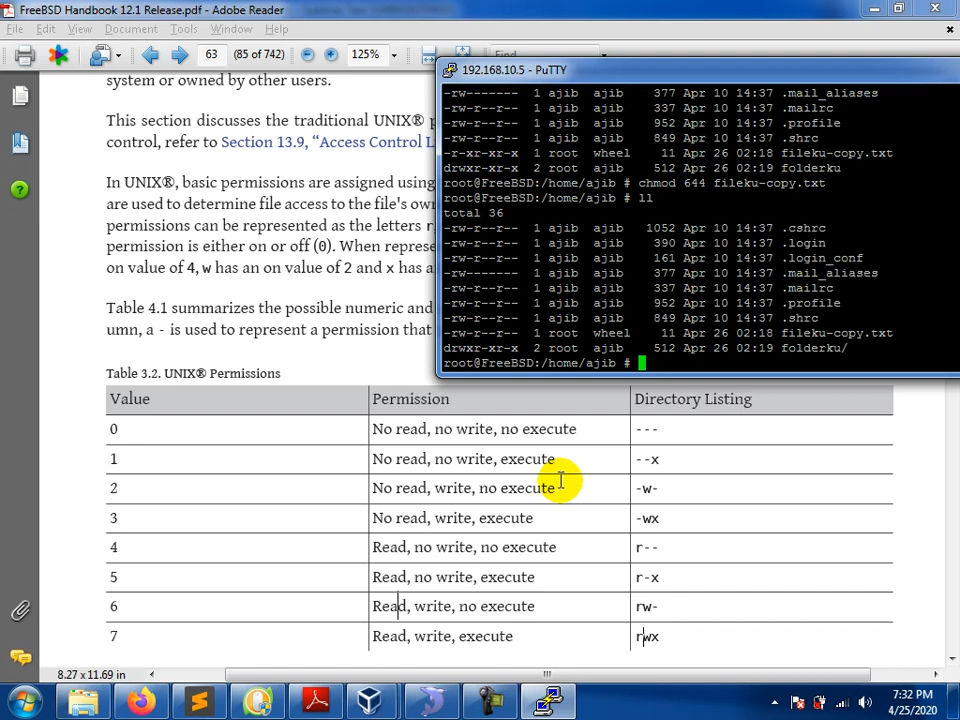 FreeBSD Handbook 12.1 Release.pdf - Adobe Reader
File Edit View Document Tools Window Help
63 (85 of 742) 125% Find
system or owned by other users.
This section discusses the traditional UNIX® p
control, refer to Section 13.9, “Access Control L
In UNIX®, basic permissions are assigned using
are used to determine file access to the file's own
permissions can be represented as the letters r,
permission is either on or off (0). When represe
on value of 4, w has an on value of 2 and x has a
Table 4.1 summarizes the possible numeric and
umn, a - is used to represent a permission that
192.168.10.5 - PuTTY
-rw------- 1 ajib ajib 377 Apr 10 14:37 .mail_aliases
-rw-r--r-- 1 ajib ajib 337 Apr 10 14:37 .mailrc
-rw-r--r-- 1 ajib ajib 952 Apr 10 14:37 .profile
-rw-r--r-- 1 ajib ajib 849 Apr 10 14:37 .shrc
-r-xr-xr-x 1 root wheel 11 Apr 26 02:18 fileku-copy.txt
drwxr-xr-x 2 root ajib 512 Apr 26 02:19 folderku
root@FreeBSD:/home/ajib # chmod 644 fileku-copy.txt
root@FreeBSD:/home/ajib # ll
total 36
-rw-r--r-- 1 ajib ajib 1052 Apr 10 14:37 .cshrc
-rw-r--r-- 1 ajib ajib 390 Apr 10 14:37 .login
-rw-r--r-- 1 ajib ajib 161 Apr 10 14:37 .login_conf
-rw------- 1 ajib ajib 377 Apr 10 14:37 .mail_aliases
-rw-r--r-- 1 ajib ajib 337 Apr 10 14:37 .mailrc
-rw-r--r-- 1 ajib ajib 952 Apr 10 14:37 .profile
-rw-r--r-- 1 ajib ajib 849 Apr 10 14:37 .shrc
-rw-r--r-- 1 root wheel 11 Apr 26 02:18 fileku-copy.txt
drwxr-xr-x 2 root ajib 512 Apr 26 02:19 folderku/
root@FreeBSD:/home/ajib #
Table 3.2. UNIX® Permissions
Value Permission Directory Listing
0 No read, no write, no execute ---
1 No read, no write, execute --x
2 No read, write, no execute -w-
3 No read, write, execute -wx
4 Read, no write, no execute r--
5 Read, no write, execute r-x
6 Read, write, no execute rw-
7 Read, write, execute rwx
8.27 x 11.69 in
7:32 PM
4/25/2020